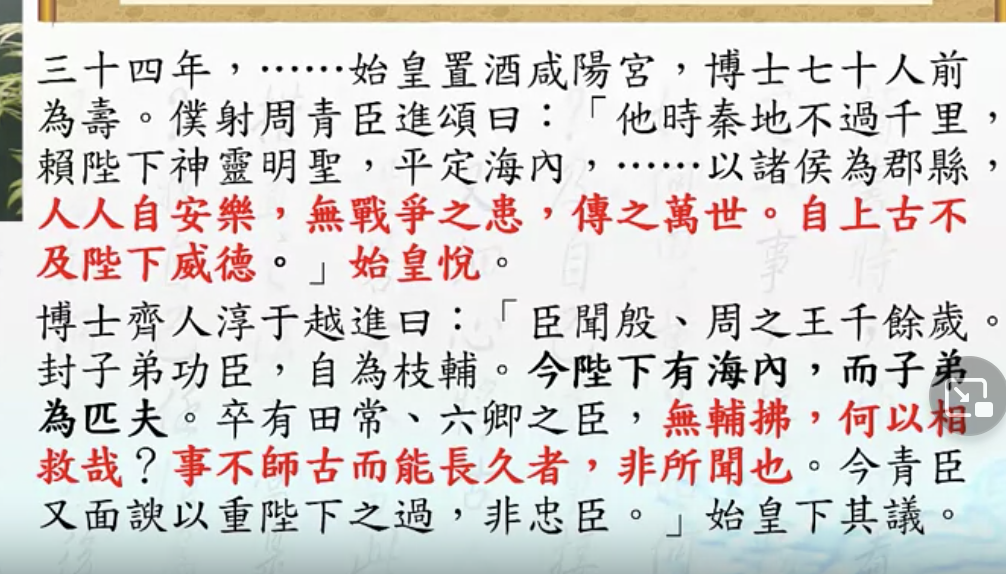 三十四年，……始皇置酒咸陽宮，博士七十人前
為壽。僕射周青臣進頌曰：「他時秦地不過千里，
賴陛下神靈明聖，平定海內，……以諸侯為郡縣，
人人自安樂，無戰爭之患，傳之萬世。自上古不
及陛下威德。」始皇悅。
博士齊人淳于越進曰：「臣聞殷、周之王千餘歲。
封子弟功臣，自為枝輔。今陛下有海內，而子弟
為匹夫。卒有田常、六卿之臣，無輔拂，何以相
救哉？事不師古而能長久者，非所聞也。今青臣
又面諛以重陛下之過，非忠臣。」始皇下其議。